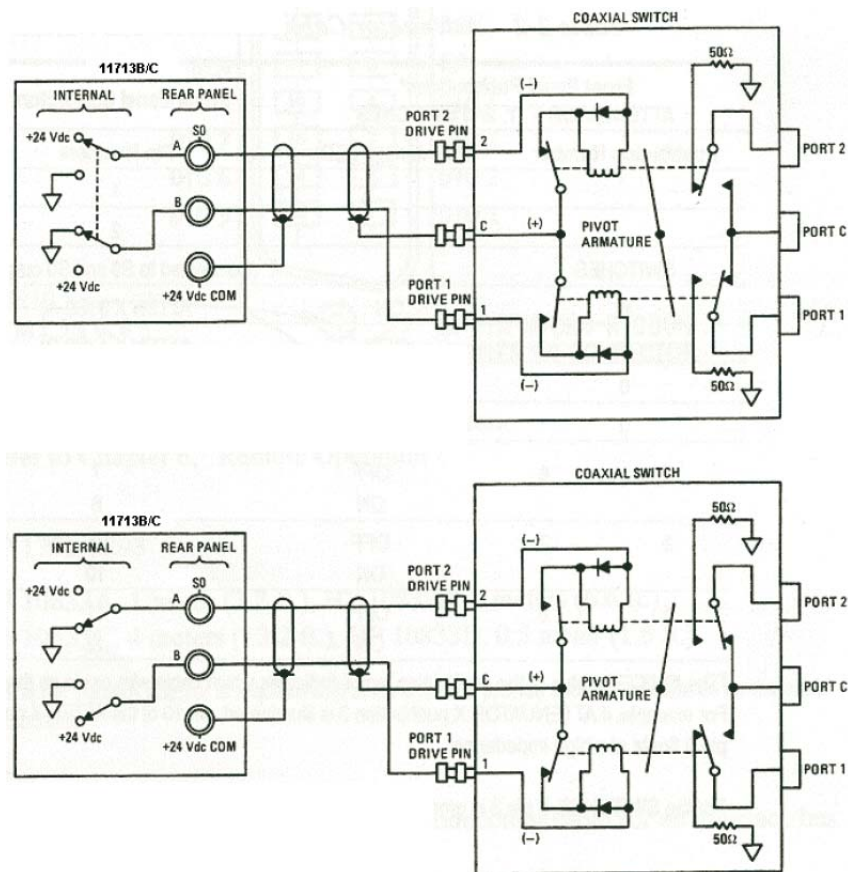 COAXIAL SWITCH
11713B/C
INTERNAL
REAR PANEL
+24 Vdc
A
S0
B
+24 Vdc
+24 Vdc COM
PORT 2
DRIVE PIN
2
C
PORT 1
DRIVE PIN
1
(−)
(+)
(−)
PIVOT
ARMATURE
50Ω
50Ω
PORT 2
PORT C
PORT 1
COAXIAL SWITCH
11713B/C
INTERNAL
REAR PANEL
+24 Vdc
A
S0
B
+24 Vdc
+24 Vdc COM
PORT 2
DRIVE PIN
2
C
PORT 1
DRIVE PIN
1
(−)
(+)
(−)
PIVOT
ARMATURE
50Ω
50Ω
PORT 2
PORT C
PORT 1